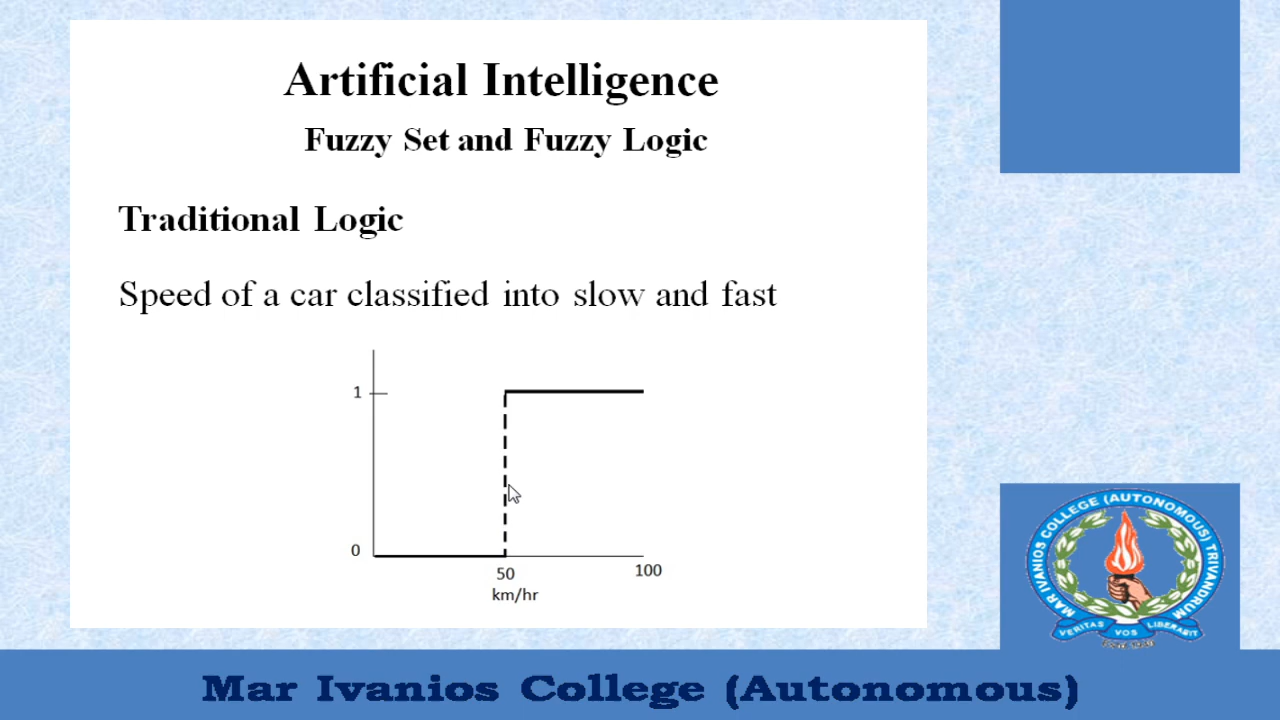 Artificial Intelligence
Fuzzy Set and Fuzzy Logic
Traditional Logic
Speed of a car classified into slow and fast
1
0
50
100
km/hr
MAR IVANIOS COLLEGE (AUTONOMOUS) TRIVANDRUM
VERITAS VOS LIBERABIT
Mar Ivanios College (Autonomous)